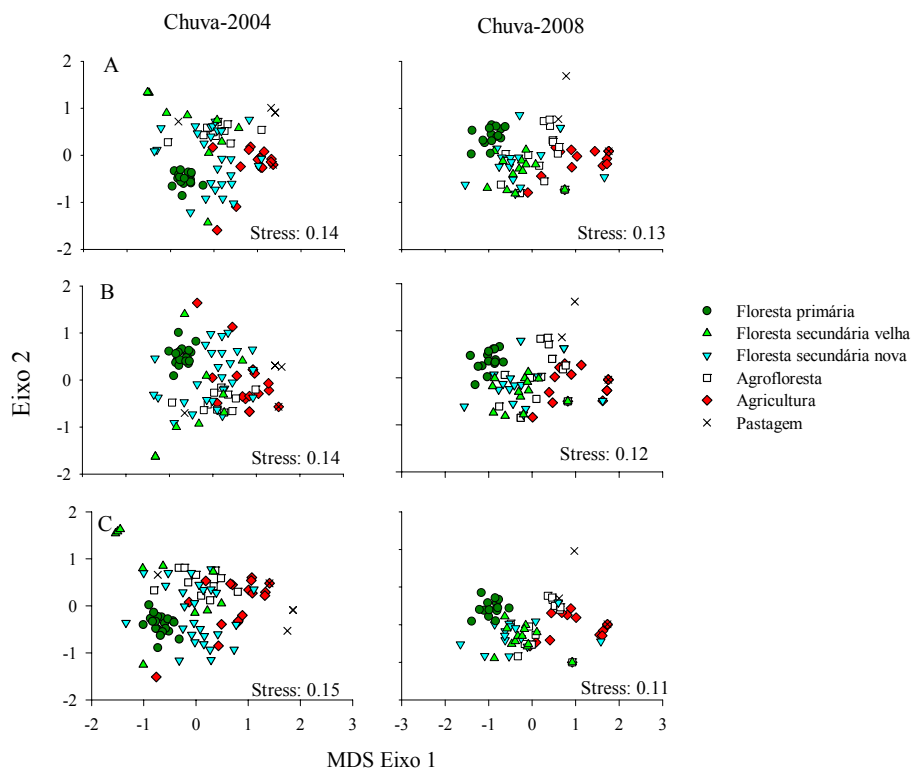 Chuva-2004
Chuva-2008
A
2
1
0
-1
-2
Stress: 0.14
Stress: 0.13
B
2
1
0
-1
-2
Stress: 0.14
Stress: 0.12
Eixo 2
Floresta primária
Floresta secundária velha
Floresta secundária nova
Agrofloresta
Agricultura
Pastagem
C
2
1
0
-1
-2
Stress: 0.15
Stress: 0.11
-2 -1 0 1 2 3
-3 -2 -1 0 1 2 3
MDS Eixo 1